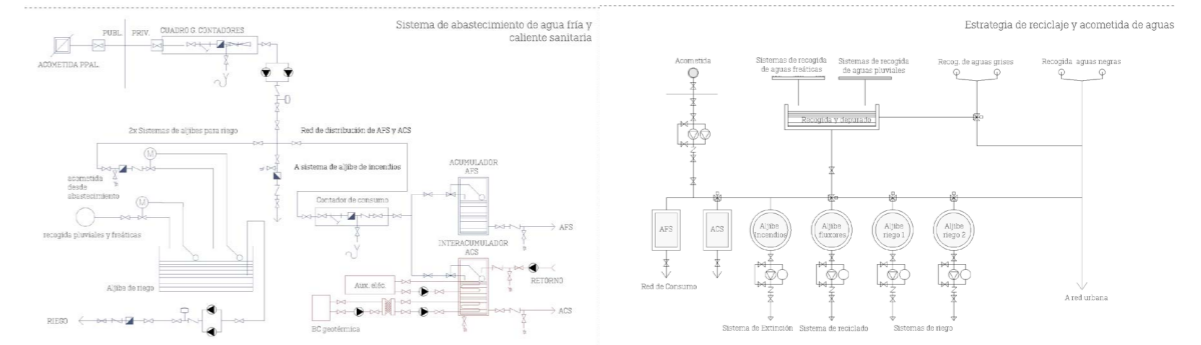 Sistema de abastecimiento de agua fría y
caliente sanitaria
PUBL.
PRIV.
CUADRO G. CONTADORES
ACOMETIDA PPAL.
2x Sistemas de aljibes para riego
Red de distribución de AFS y ACS
A sistema de aljibe de incendios
acometida
desde
abastecimiento
M
M
recogida pluviales y freáticas
Aljibe de riego
RIEGO
Contador de consumo
ACUMULADOR
AFS
AFS
INTERACUMULADOR
ACS
Aux. eléc.
RETORNO
BC geotérmica
ACS
Estrategia de reciclaje y acometida de aguas
Acometida
Sistemas de recogida
de aguas freáticas
Sistemas de recogida
de aguas pluviales
Recog. de aguas grises
Recogida aguas negras
Recogida y depurado
AFS
ACS
Aljibe
incendios
Aljibe
fluxores
Aljibe
riego 1
Aljibe
riego 2
Red de Consumo
A red urbana
Sistema de Extinción
Sistema de reciclado
Sistemas de riego